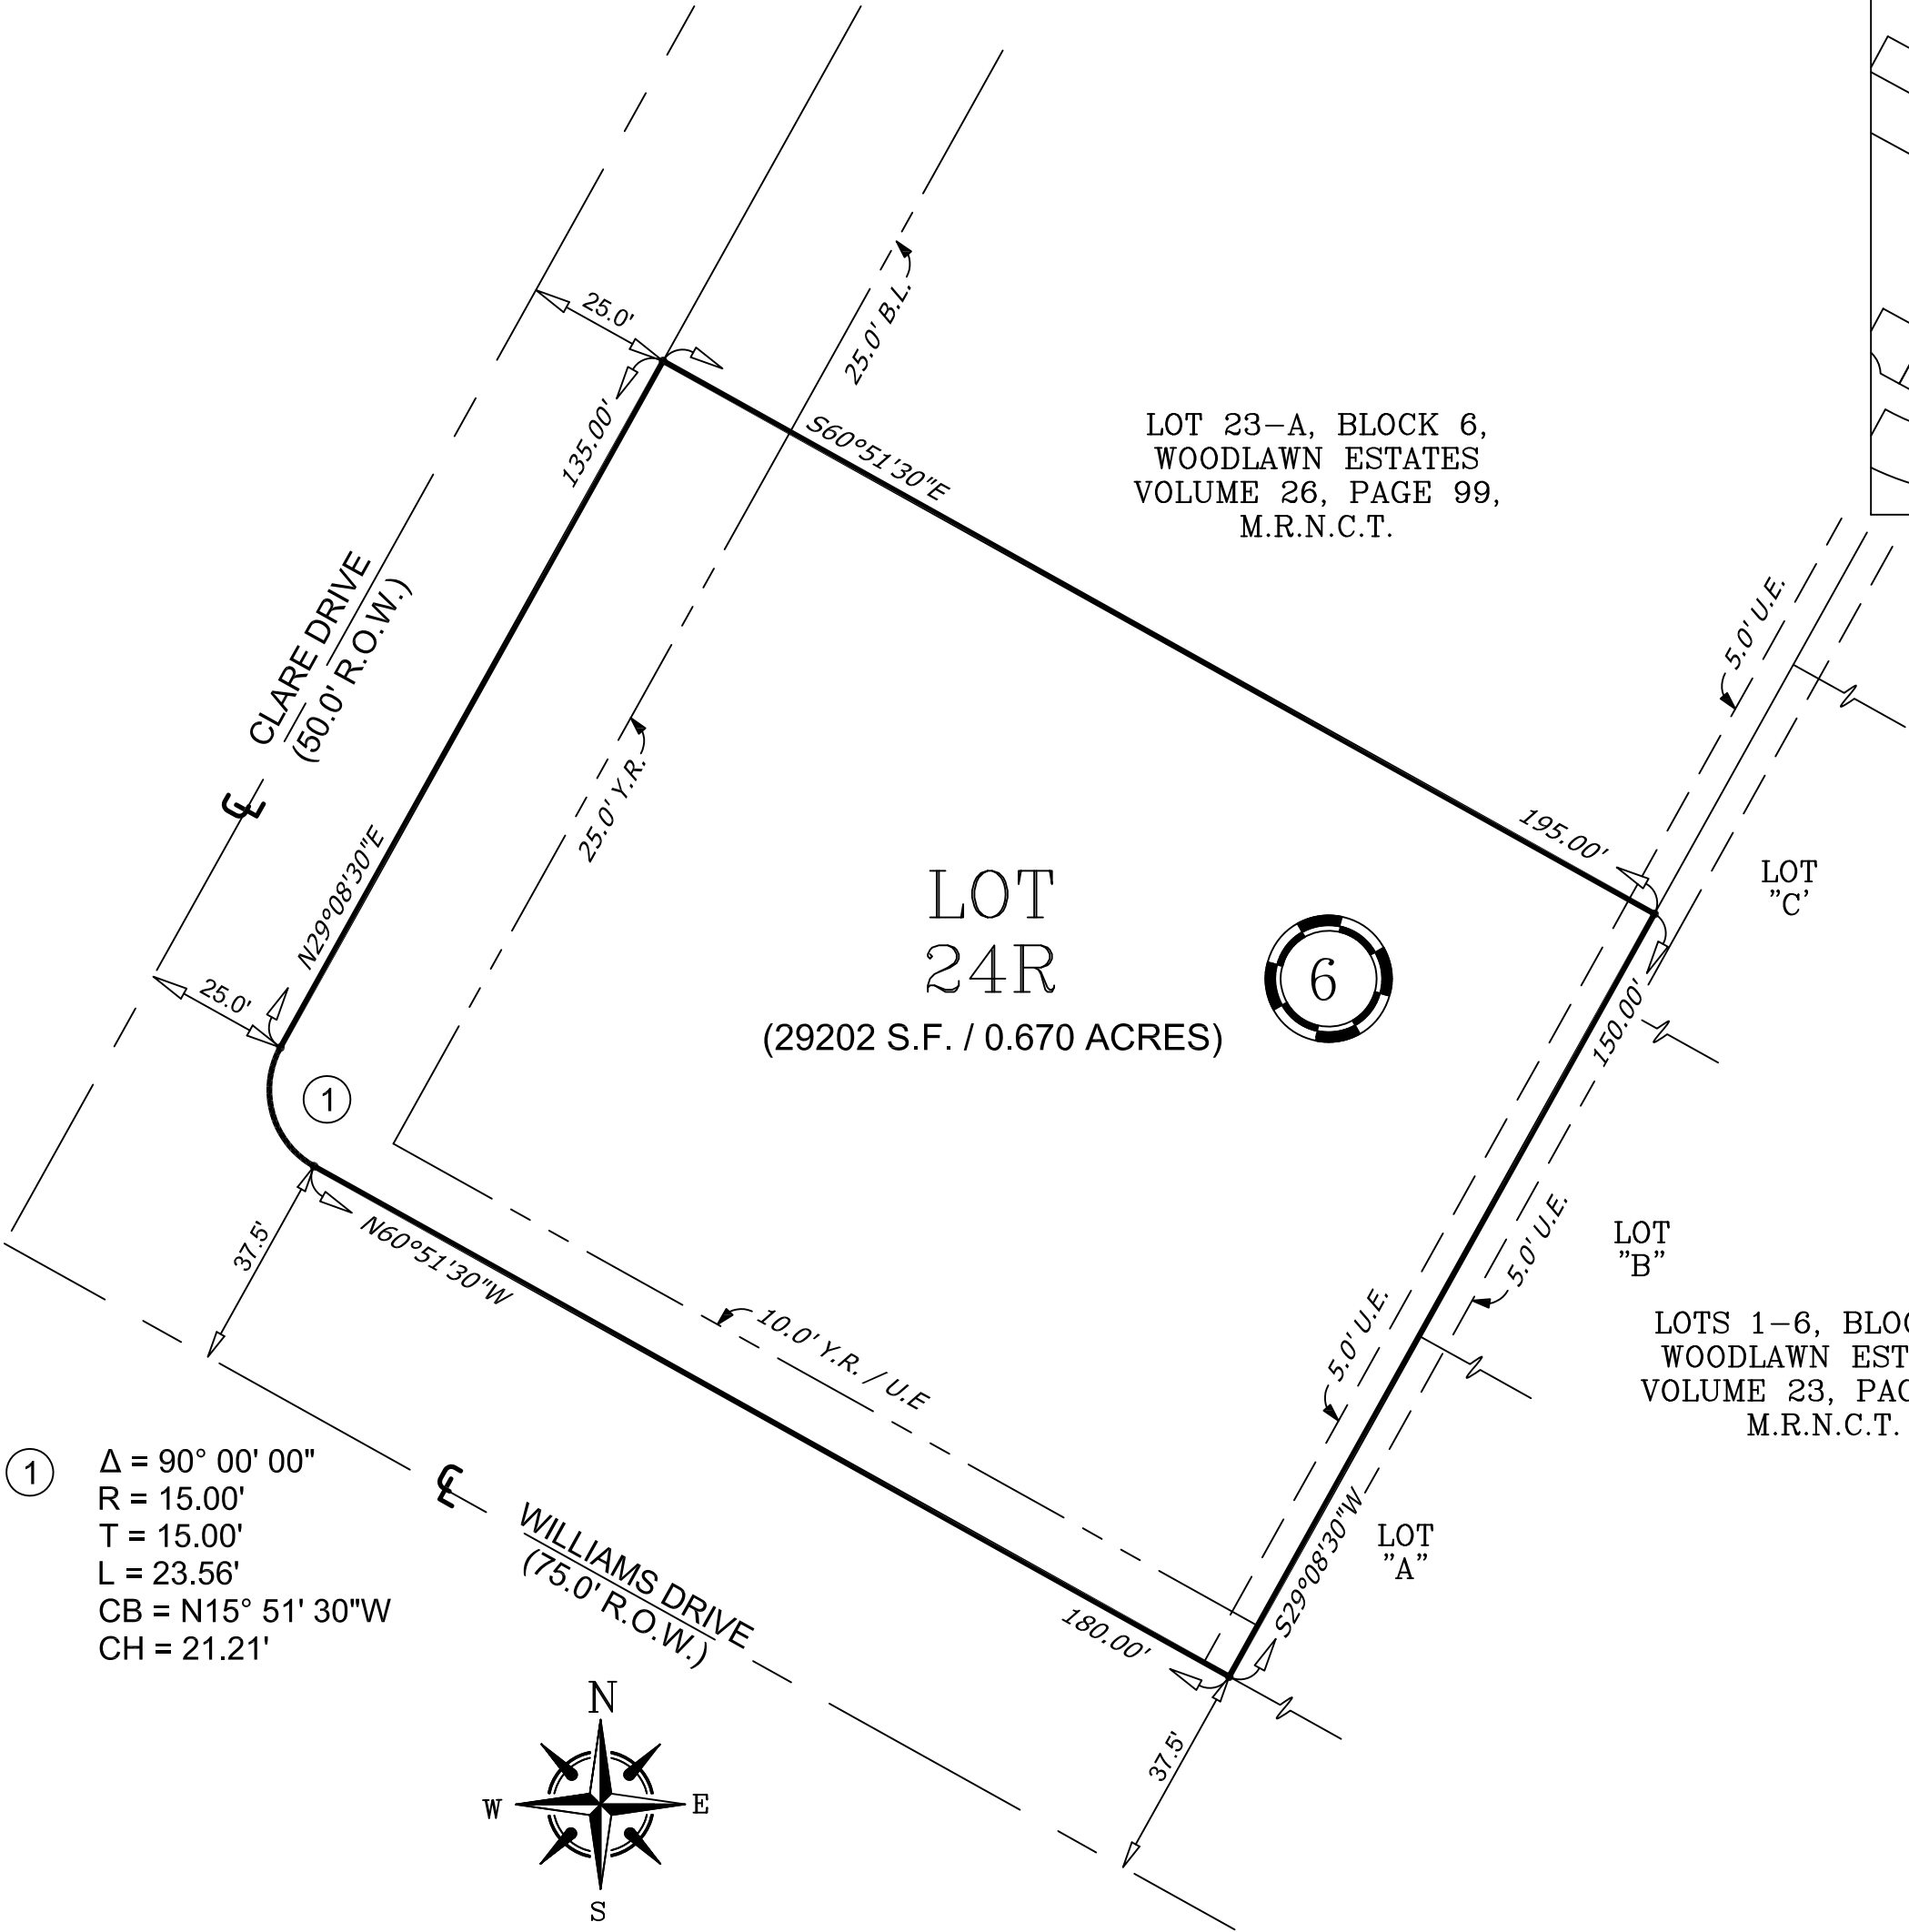 25.0'
25.0' B.L.
135.00'
S60°51'30"E
LOT 23-A, BLOCK 6,
WOODLAWN ESTATES
VOLUME 26, PAGE 99,
M.R.N.C.T.
CLARE DRIVE
(50.0' R.O.W.)
5.0' U.E.
25.0' Y.R.
195.00'
N29°08'30"E
LOT
24R
(29202 S.F. / 0.670 ACRES)
6
LOT
"C'
25.0'
150.00'
1
LOT
"B"
5.0' U.E.
37.5'
N60°51'30"W
10.0' Y.R. / U.E
5.0' U.E.
LOTS 1-6, BLOC
WOODLAWN EST
VOLUME 23, PAG
M.R.N.C.T.
1
Δ = 90° 00' 00"
R = 15.00'
T = 15.00'
L = 23.56'
CB = N15° 51' 30"W
CH = 21.21'
WILLIAMS DRIVE
(75.0' R.O.W.)
S29°08'30"W
LOT
"A"
180.00'
37.5'
N
W
E
S